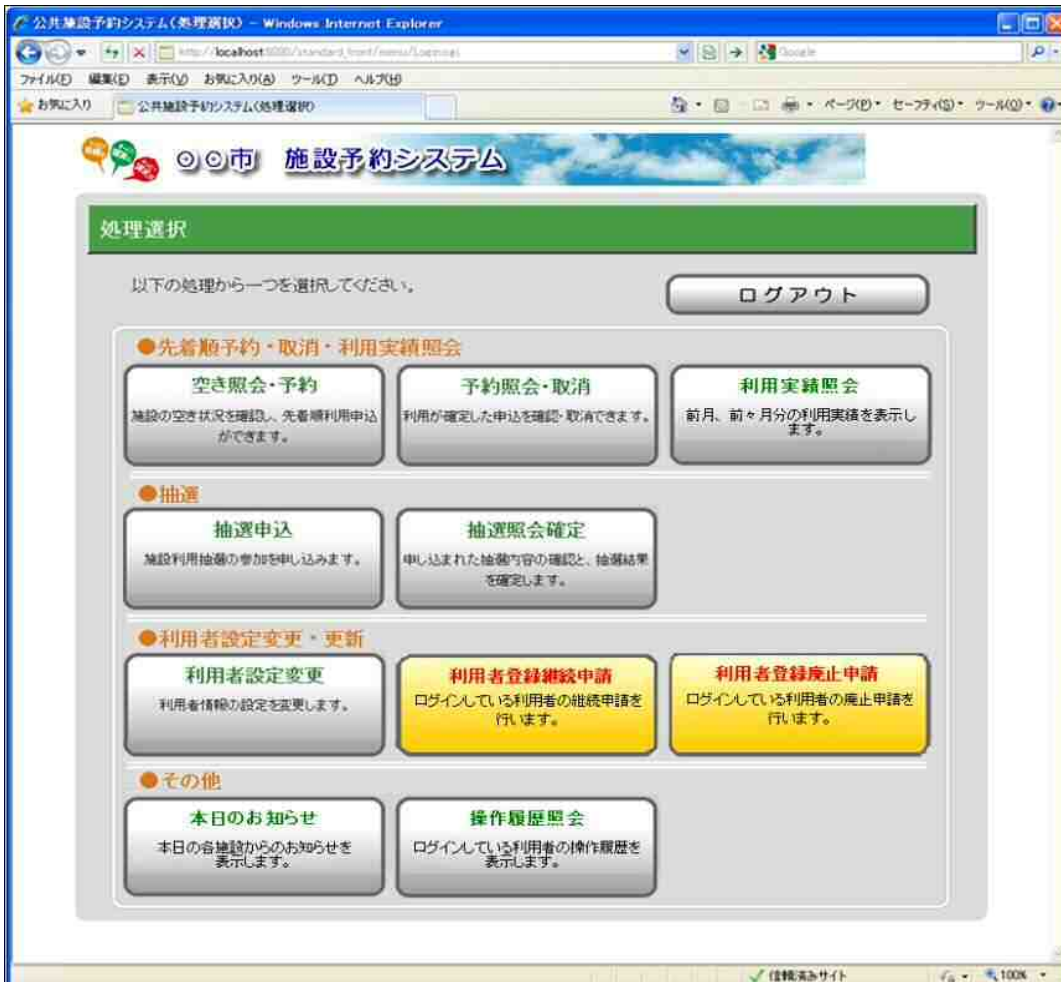 公共施設予約システム(処理選択) - Windows Internet Explorer
http://localhost:8080/standard_front/menu/
Google
ファイル(F) 編集(E) 表示(V) お気に入り(A) ツール(T) ヘルプ(H)
お気に入り 公共施設予約システム(処理選択) ページ(P) セーフティ(S) ツール(O)
◎◎市 施設予約システム
処理選択
以下の処理から一つを選択してください。
ログアウト
●先着順予約・取消・利用実績照会
空き照会・予約
施設の空き状況を確認し、先着順利用申込
ができます。
予約照会・取消
利用が確定した申込を確認・取消できます。
利用実績照会
前月、前々月分の利用実績を表示し
ます。
●抽選
抽選申込
施設利用抽選の参加を申し込みます。
抽選照会確定
申し込まれた抽選内容の確認と、抽選結果
を確定します。
●利用者設定変更・更新
利用者設定変更
利用者情報の設定を変更します。
利用者登録継続申請
ログインしている利用者の継続申請を
行います。
利用者登録廃止申請
ログインしている利用者の廃止申請を
行います。
●その他
本日のお知らせ
本日の各施設からのお知らせを
表示します。
操作履歴照会
ログインしている利用者の操作履歴を
表示します。
信頼済みサイト 100%